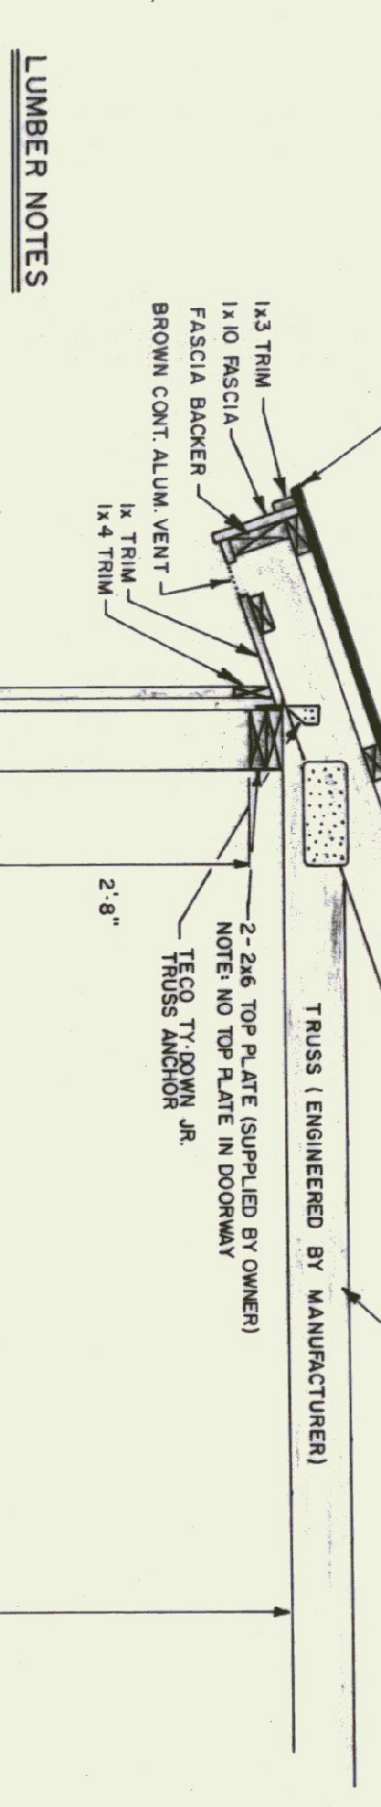 LUMBER NOTES
1x3 TRIM
1x10 FASCIA
FASCIA BACKER
BROWN CONT. ALUM. VENT
1x TRIM
1x4 TRIM
2'-8"
2-2x6 TOP PLATE (SUPPLIED BY OWNER)
NOTE: NO TOP PLATE IN DOORWAY
TECO TY-DOWN JR.
TRUSS ANCHOR
TRUSS (ENGINEERED BY MANUFACTURER)